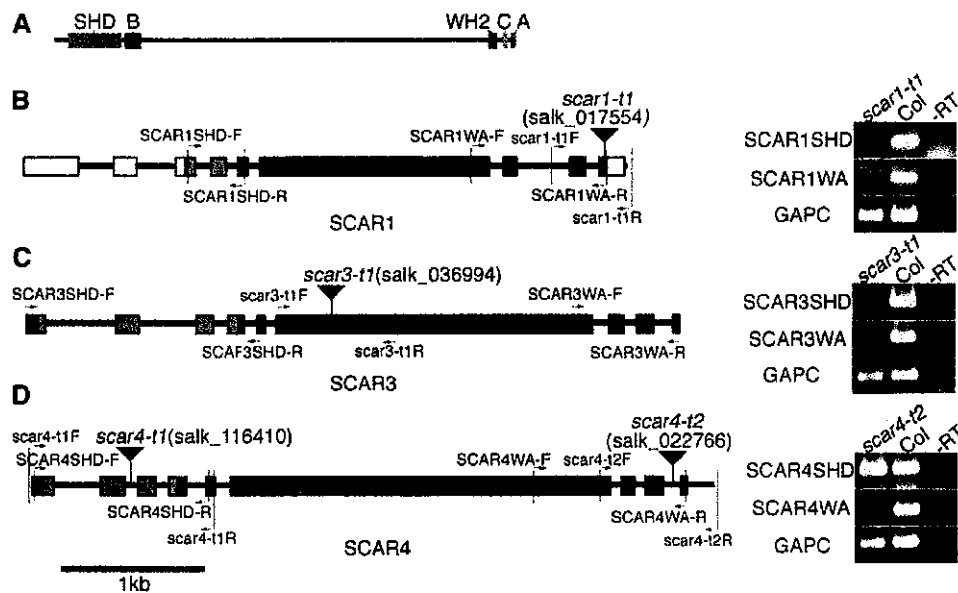 A
SHD B WH2 C A
B
SCAR1SHD-F
SCAR1WA-F
scar1-t1
(salk_017554)
scar1-t1F
SCAR1SHD-R
SCAR1WA-R
scar1-t1R
SCAR1
scar1-t1 Col -RT
SCAR1SHD
SCAR1WA
GAPC
C
SCAR3SHD-F
scar3-t1(salk_036994)
scar3-t1F
SCAR3WA-F
SCAF3SHD-R
scar3-t1R
SCAR3WA-R
SCAR3
scar3-t1 Col -RT
SCAR3SHD
SCAR3WA
GAPC
D
scar4-t1F
scar4-t1(salk_116410)
scar4-t2
(salk_022766)
SCAR4SHD-F
SCAR4WA-F
scar4-t2F
SCAR4SHD-R
SCAR4WA-R
scar4-t1R
scar4-t2R
SCAR4
1kb
scar4-t2 Col -RT
SCAR4SHD
SCAR4WA
GAPC